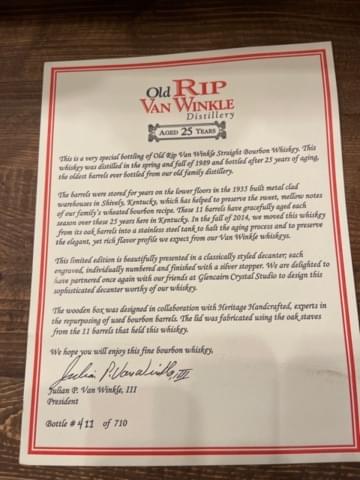 Old RIP
VAN WINKLE
Distillery
AGED 25 YEARS
This is a very special bottling of Old Rip Van Winkle Straight Bourbon Whiskey. This
whiskey was distilled in the spring and fall of 1989 and bottled after 25 years of aging,
the oldest barrels ever bottled from our old family distillery.
The barrels were stored for years on the lower floors in the 1935 built metal clad
warehouses in Shively, Kentucky, which has helped to preserve the sweet, mellow notes
of our family's wheated bourbon recipe. These 11 barrels have gracefully aged each
season over these 25 years here in Kentucky. In the fall of 2014, we moved this whiskey
from its oak barrels into a stainless steel tank to halt the aging process and to preserve
the elegant, yet rich flavor profile we expect from our Van Winkle whiskeys.
This limited edition is beautifully presented in a classically styled decanter; each
engraved, individually numbered and finished with a silver stopper. We are delighted to
have partnered once again with our friends at Glencairn Crystal Studio to design this
sophisticated decanter worthy of our whiskey.
The wooden box was designed in collaboration with Heritage Handcrafted, experts in
the repurposing of used bourbon barrels. The lid was fabricated using the oak staves
from the 11 barrels that held this whiskey.
We hope you will enjoy this fine bourbon whiskey,
Julian P. Van Winkle, III
Julian P. Van Winkle, III
President
Bottle # 411 of 710